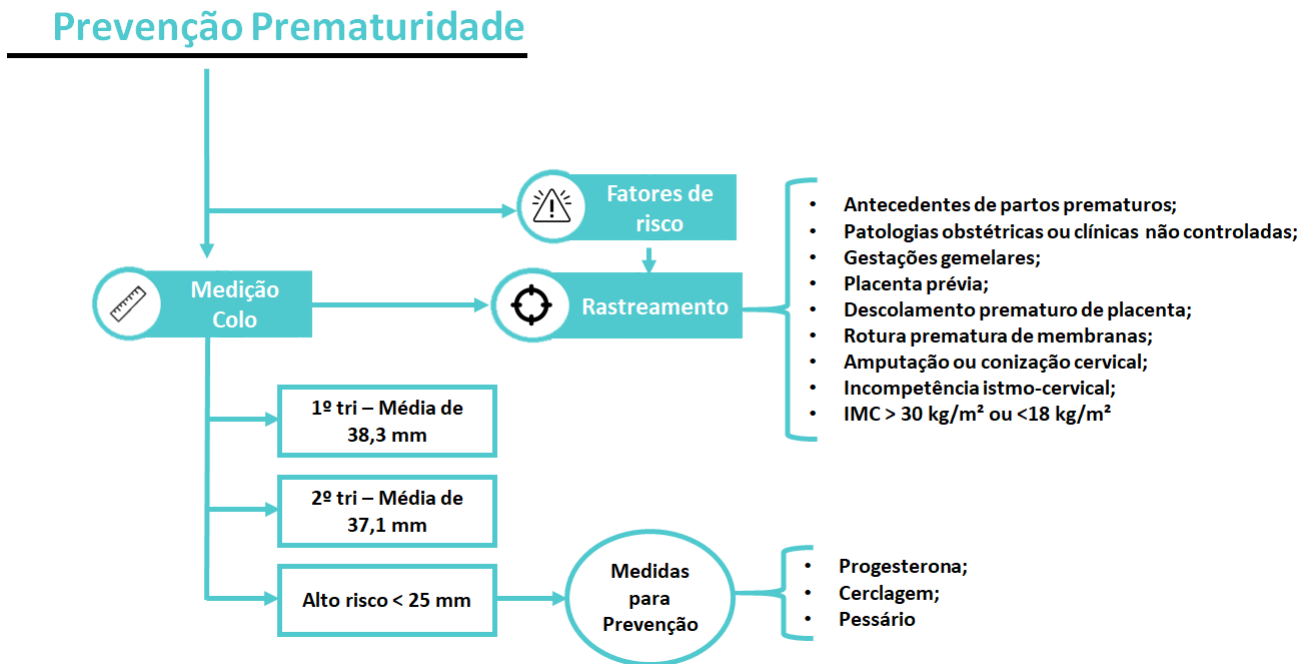 Prevenção Prematuridade
Fatores de
risco
Medição
Colo
Rastreamento
• Antecedentes de partos prematuros;
• Patologias obstétricas ou clínicas não controladas;
• Gestações gemelares;
• Placenta prévia;
• Descolamento prematuro de placenta;
• Rotura prematura de membranas;
• Amputação ou conização cervical;
• Incompetência istmo-cervical;
• IMC > 30 kg/m² ou <18 kg/m²
1º tri – Média de
38,3 mm
2º tri – Média de
37,1 mm
Alto risco < 25 mm
Medidas
para
Prevenção
• Progesterona;
• Cerclagem;
• Pessário